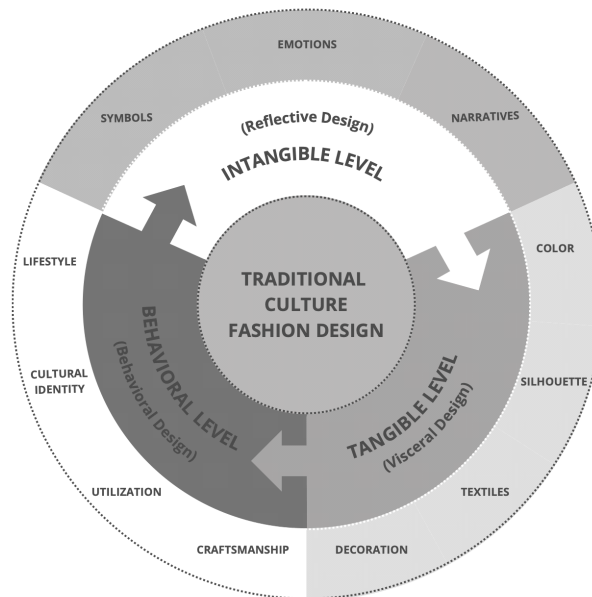 EMOTIONS
SYMBOLS
NARRATIVES
(Reflective Design)
INTANGIBLE LEVEL
COLOR
LIFESTYLE
TRADITIONAL
CULTURE
FASHION DESIGN
BEHAVIORAL LEVEL
(Behavioral Design)
TANGIBLE LEVEL
(Visceral Design)
CULTURAL
IDENTITY
SILHOUETTE
UTILIZATION
TEXTILES
CRAFTSMANSHIP
DECORATION